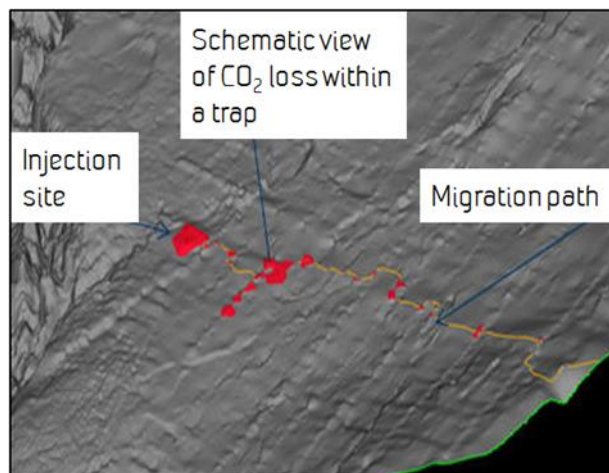 Schematic view
of CO₂ loss within
a trap
Injection
site
Migration path